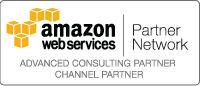 amazon
web services
Partner
Network
ADVANCED CONSULTING PARTNER
CHANNEL PARTNER